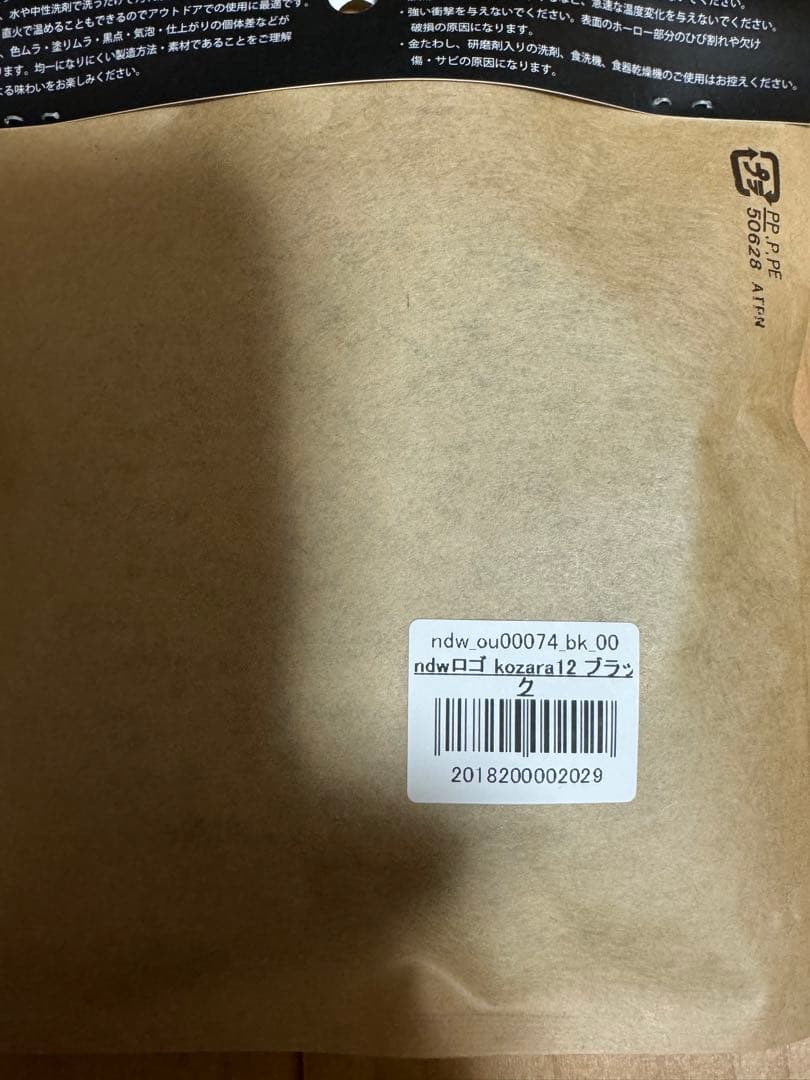 、水や中性洗剤で洗うだけで
直火で温めることもできるのでアウトドアでの使用に最適です。
、色ムラ・塗りムラ・黒点・気泡・仕上がりの個体差などが
ます。均一になりにくい製造方法・素材であることをご理解
よる味わいをお楽しみください。
急速な温度変化を与えないでください。
・強い衝撃を与えないでください。表面のホーロー部分のひび割れや欠け
破損の原因になります。
・金たわし、研磨剤入りの洗剤、食洗機、食器乾燥機のご使用はお控えください。
傷・サビの原因になります。
プラ
PP.P.PE
50628 ATPN
ndw_ou00074_bk_00
ndwロゴ kozara12 ブラッ
ク
2018200002029